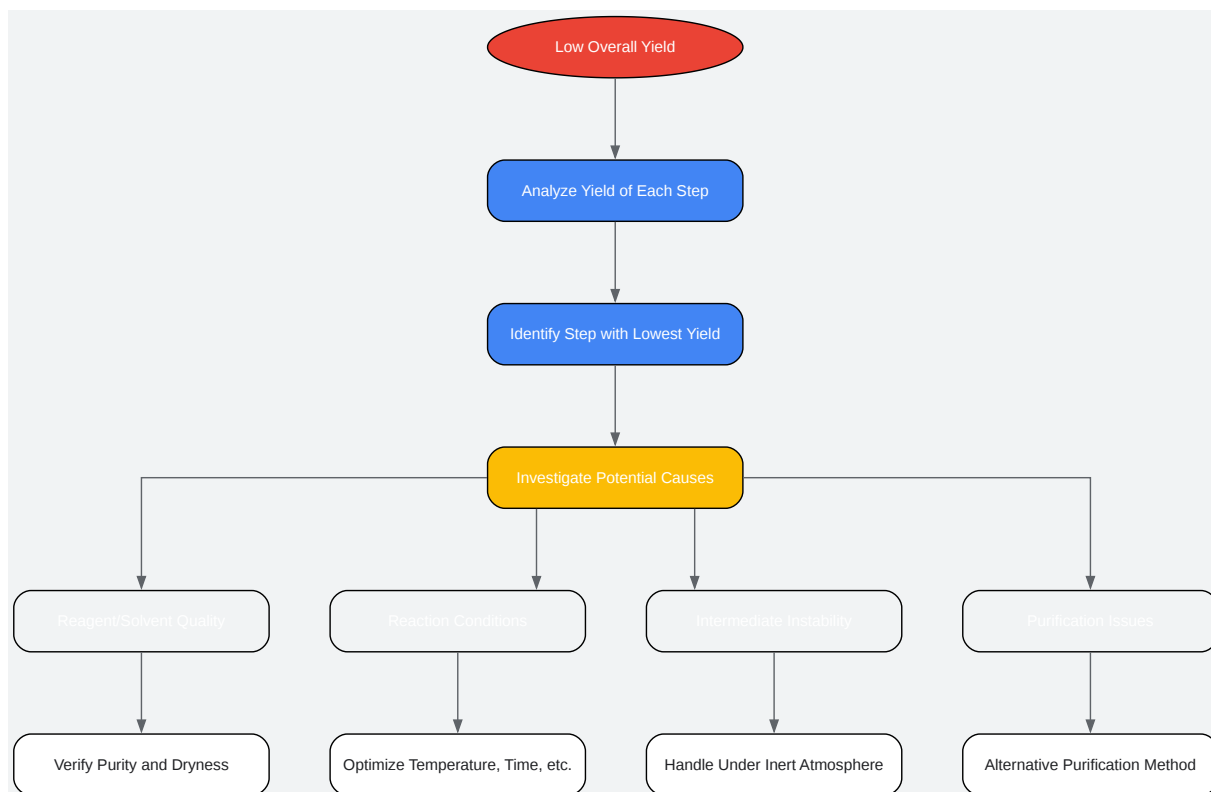 Low Overall Yield
Analyze Yield of Each Step
Identify Step with Lowest Yield
Investigate Potential Causes
Reagent/Solvent Quality
Reaction Conditions
Intermediate Instability
Purification Issues
Verify Purity and Dryness
Optimize Temperature, Time, etc.
Handle Under Inert Atmosphere
Alternative Purification Method